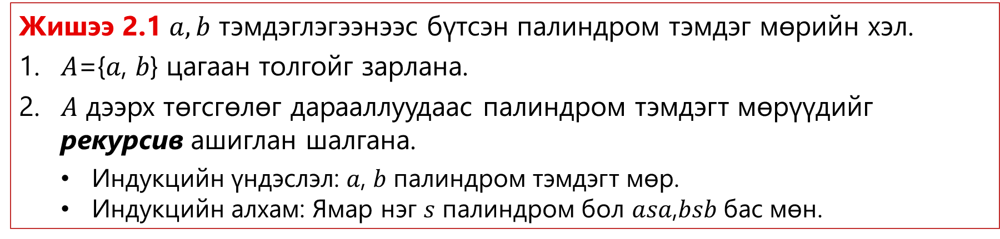 Жишээ 2.1 a, b тэмдэглэгээнээс бүтсэн палиндром тэмдэг мөрийн хэл.
1. A={a, b} цагаан толгойг зарлана.
2. A дээрх төгсгөлөг дарааллуудаас палиндром тэмдэгт мөрүүдийг
рекурсив ашиглан шалгана.
• Индукцийн үндэслэл: a, b палиндром тэмдэгт мөр.
• Индукцийн алхам: Ямар нэг s палиндром бол asa,bsb бас мөн.